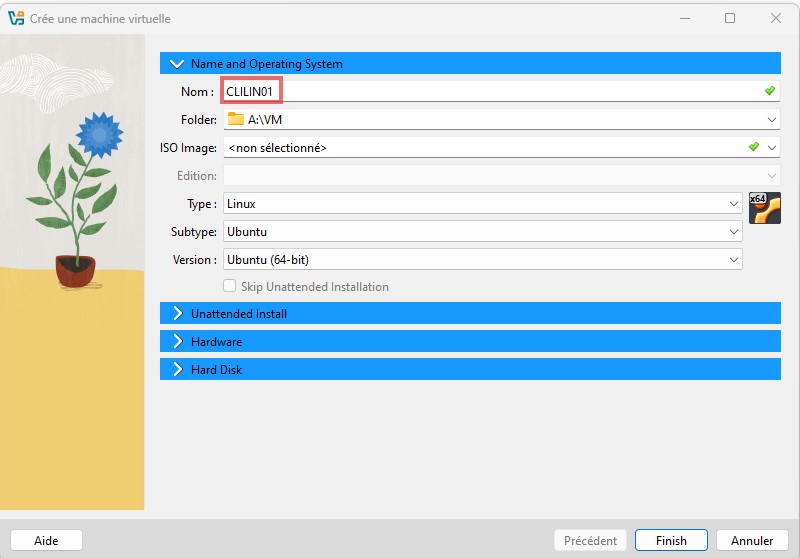 Crée une machine virtuelle
Name and Operating System
Nom : CLILIN01
Folder: A:\VM
ISO Image: <non sélectionné>
Edition:
Type : Linux
x64
Subtype: Ubuntu
Version : Ubuntu (64-bit)
Skip Unattended Installation
Unattended Install
Hardware
Hard Disk
Aide Précédent Finish Annuler